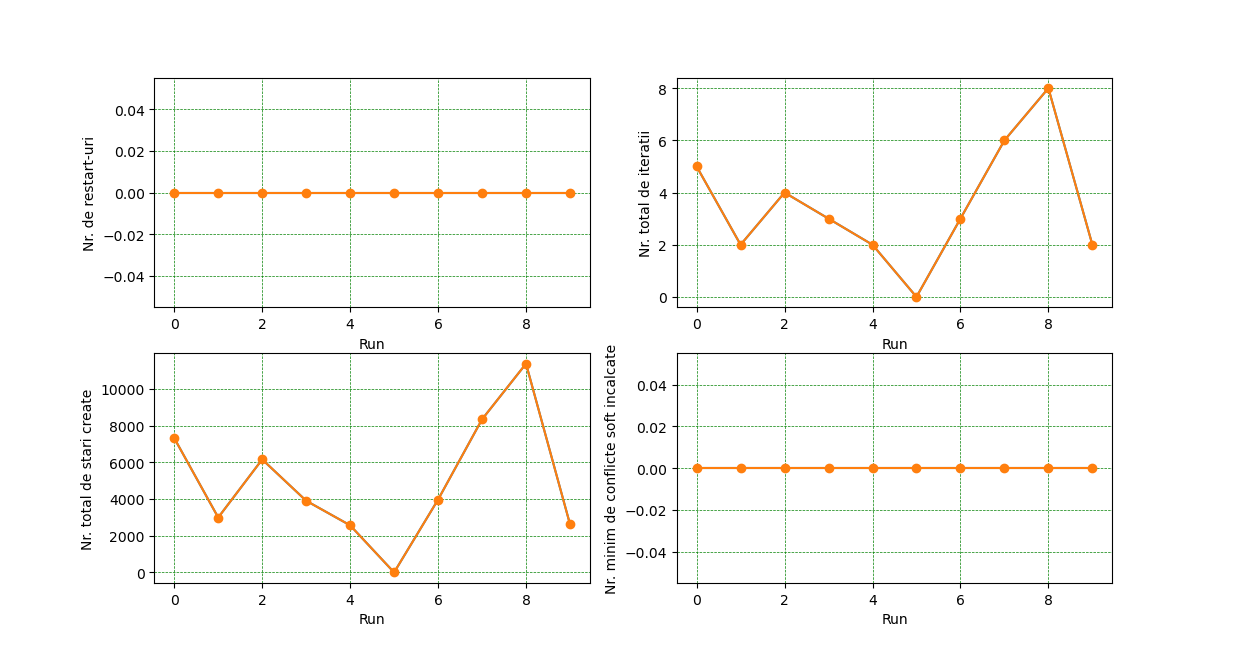 Nr. de restart-uri
0.04
0.02
0.00
−0.02
−0.04
0 2 4 6 8
Run
Nr. total de iteratii
8
6
4
2
0
0 2 4 6 8
Run
Nr. total de stari create
10000
8000
6000
4000
2000
0
0 2 4 6 8
Run
Nr. minim de conflicte soft incalcate
0.04
0.02
0.00
−0.02
−0.04
0 2 4 6 8
Run